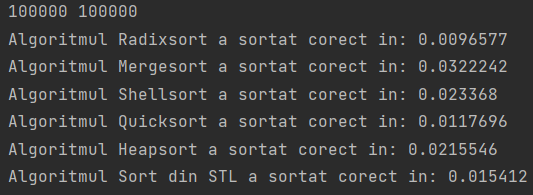 100000 100000
Algoritmul Radixsort a sortat corect in: 0.0096577
Algoritmul Mergesort a sortat corect in: 0.0322242
Algoritmul Shellsort a sortat corect in: 0.023368
Algoritmul Quicksort a sortat corect in: 0.0117696
Algoritmul Heapsort a sortat corect in: 0.0215546
Algoritmul Sort din STL a sortat corect in: 0.015412